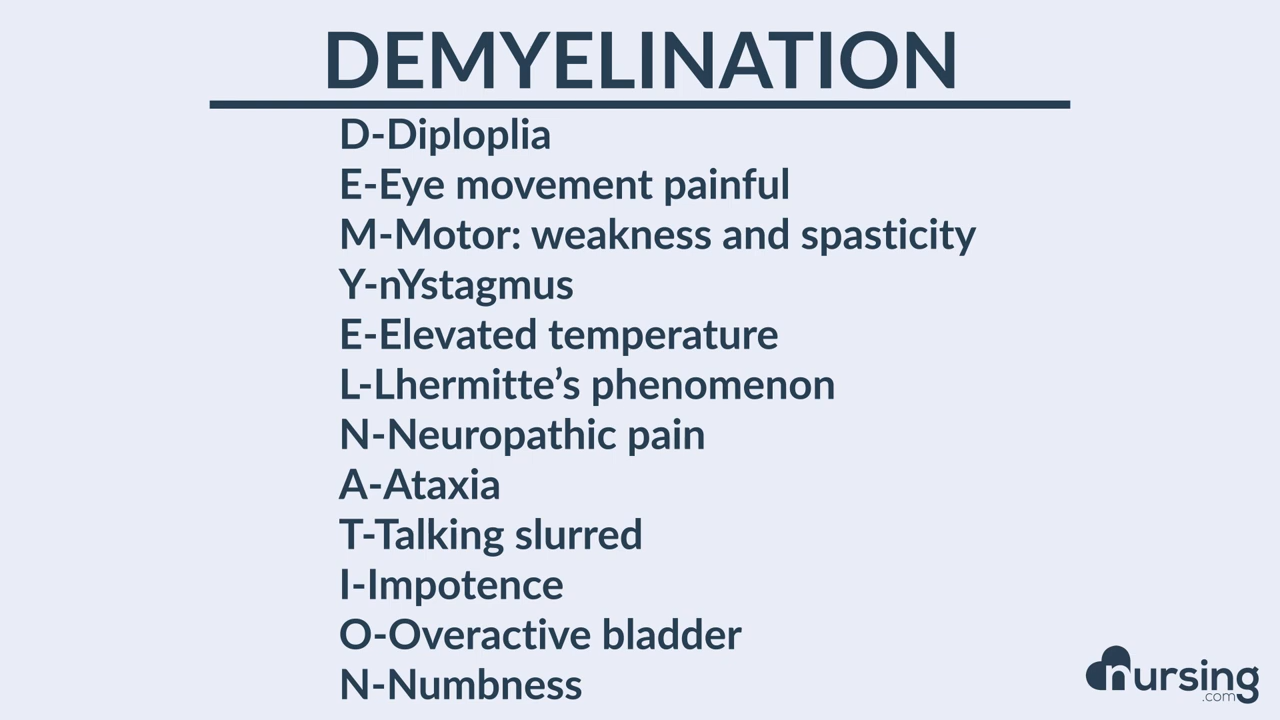 DEMYELINATION
D-Diploplia
E-Eye movement painful
M-Motor: weakness and spasticity
Y-nYstagmus
E-Elevated temperature
L-Lhermitte’s phenomenon
N-Neuropathic pain
A-Ataxia
T-Talking slurred
I-Impotence
O-Overactive bladder
N-Numbness
nursing
.com